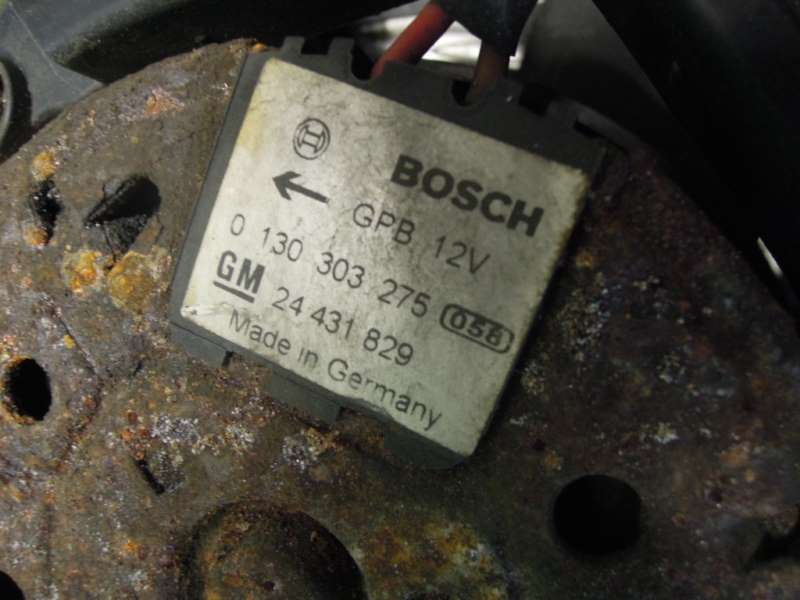 BOSCH
GPB 12V
0 130 303 275 056
GM 24 431 829
Made in Germany